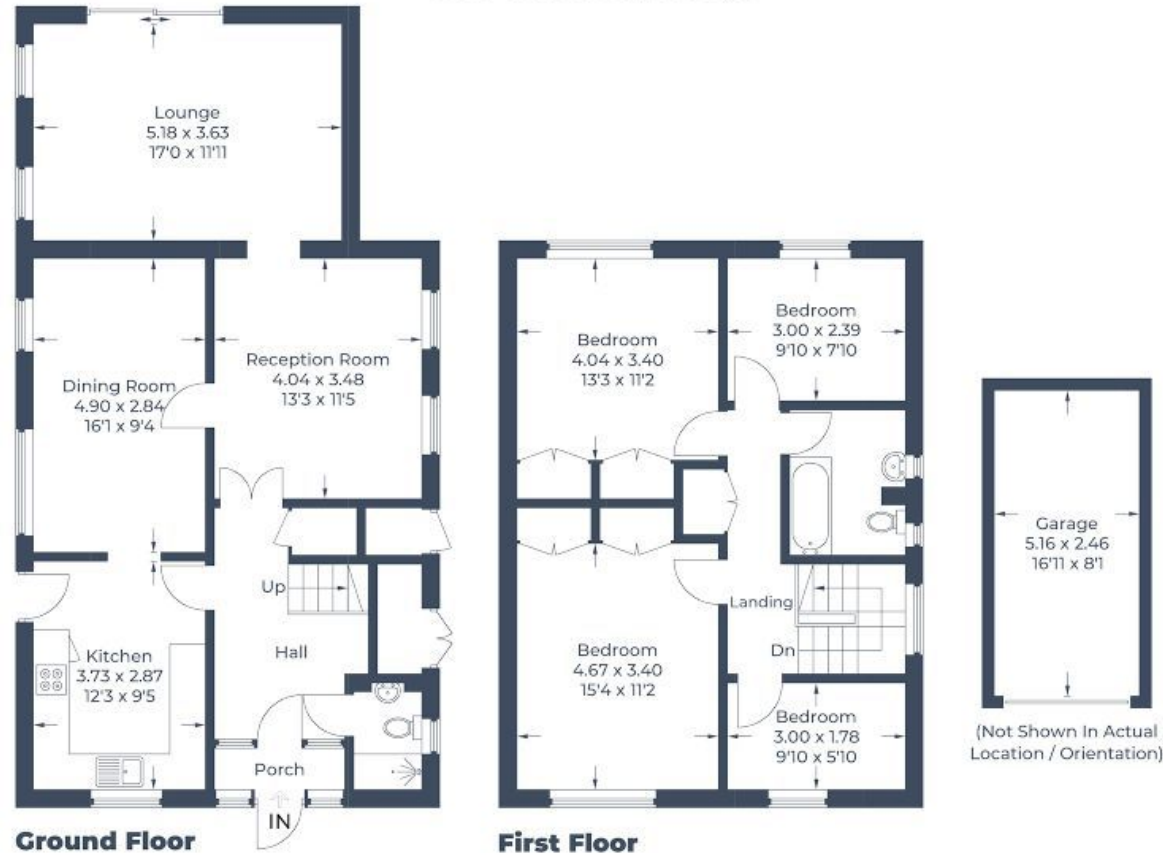 Lounge
5.18 x 3.63
17'0 x 11'11
Dining Room
4.90 x 2.84
16'1 x 9'4
Reception Room
4.04 x 3.48
13'3 x 11'5
Up
Hall
Kitchen
3.73 x 2.87
12'3 x 9'5
Porch
IN
Ground Floor
Bedroom
4.04 x 3.40
13'3 x 11'2
Bedroom
3.00 x 2.39
9'10 x 7'10
Landing
Dn
Bedroom
4.67 x 3.40
15'4 x 11'2
Bedroom
3.00 x 1.78
9'10 x 5'10
First Floor
Garage
5.16 x 2.46
16'11 x 8'1
(Not Shown In Actual
Location / Orientation)